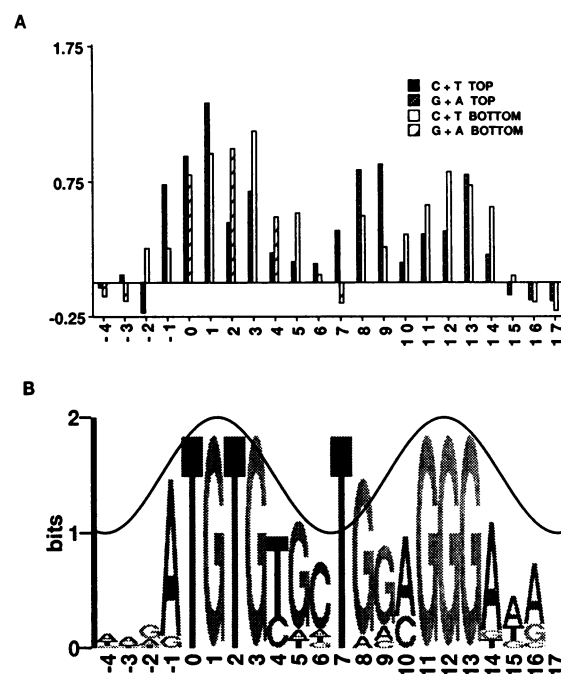 A
1.75
0.75
-0.25
C + T TOP
G + A TOP
C + T BOTTOM
G + A BOTTOM
-4 -3 -2 -1 0 1 2 3 4 5 6 7 8 9 10 11 12 13 14 15 16 17
B
2
1
0
bits
A T G T G T G C T G G A G G G A A A
C A A A A C G T G
-4 -3 -2 -1 0 1 2 3 4 5 6 7 8 9 10 11 12 13 14 15 16 17